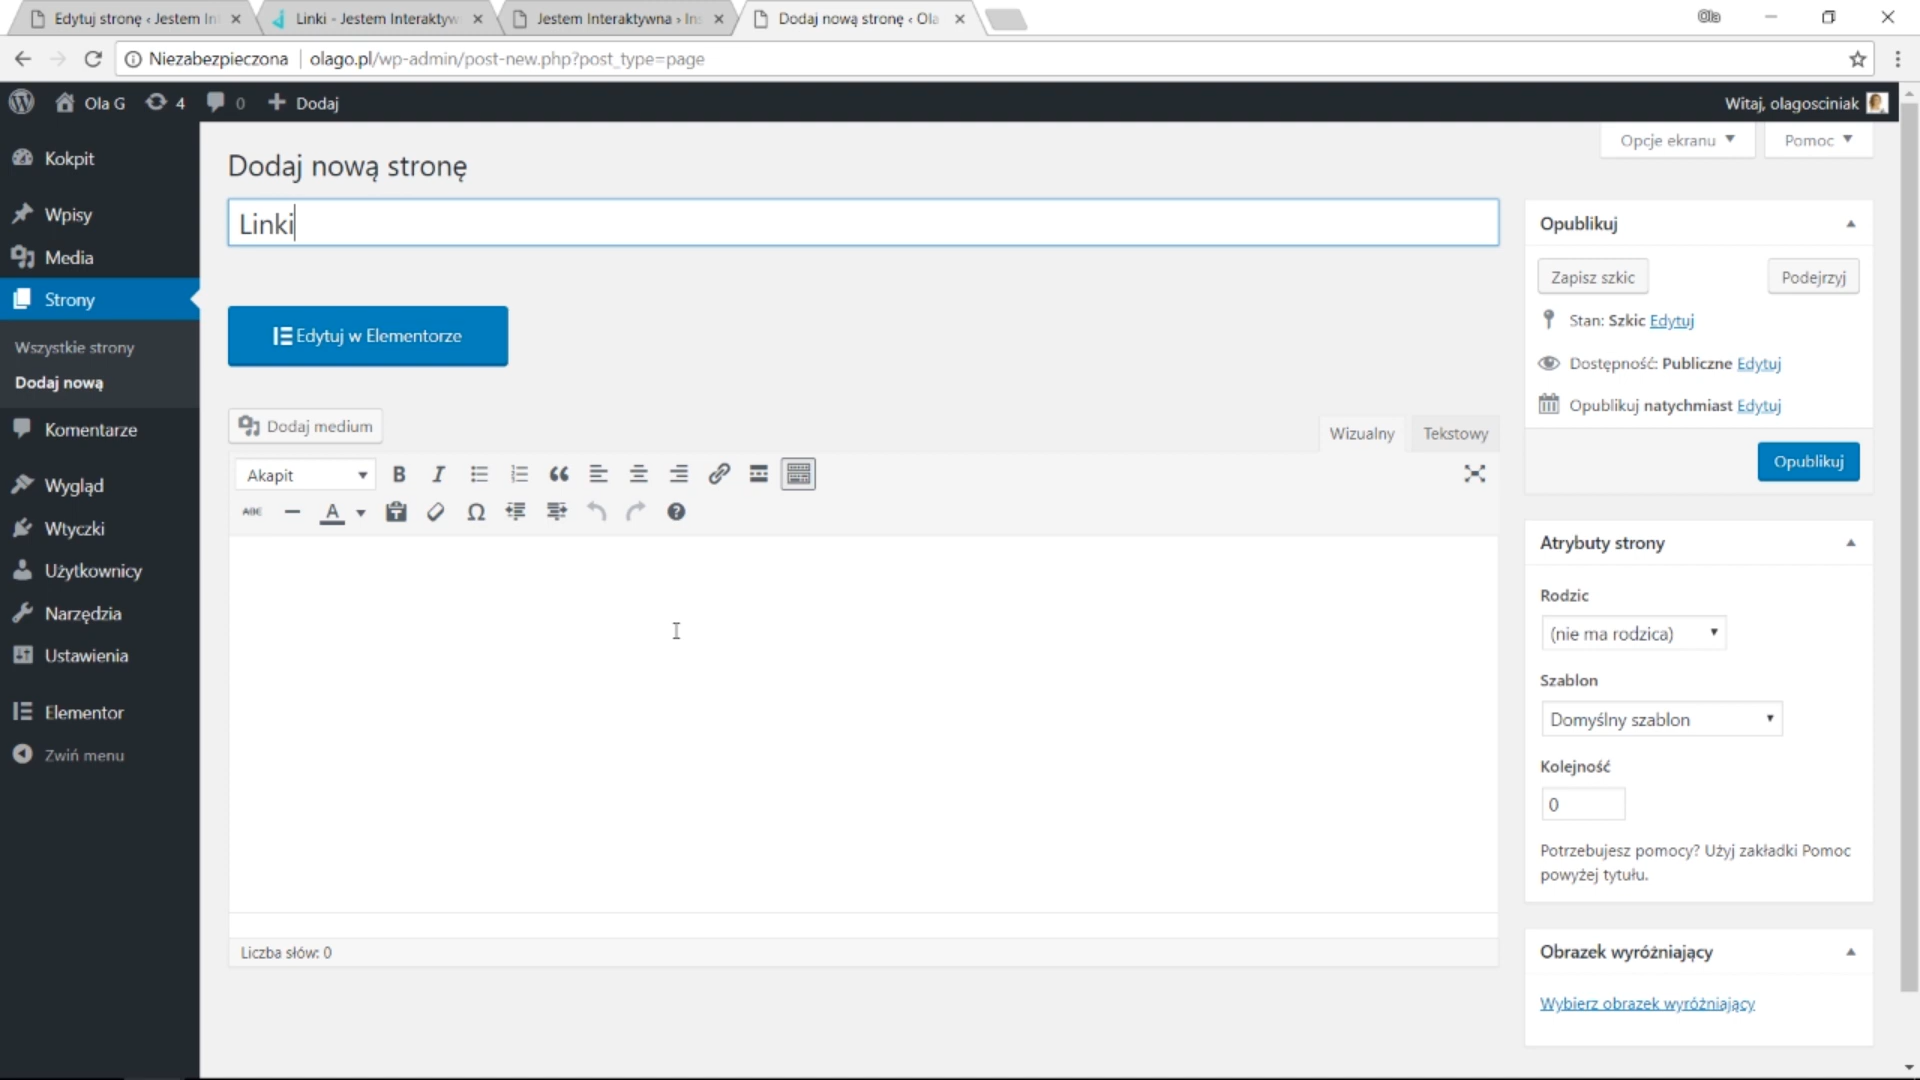 Edytuj stronę ‹ Jestem In
Linki - Jestem Interaktyw
Jestem Interaktywna › Ins
Dodaj nową stronę ‹ Ola
Ola
Niezabezpieczona
olago.pl/wp-admin/post-new.php?post_type=page
Ola G
4
0
Dodaj
Witaj, olagosciniak
Opcje ekranu
Pomoc
Kokpit
Wpisy
Media
Strony
Wszystkie strony
Dodaj nową
Komentarze
Wygląd
Wtyczki
Użytkownicy
Narzędzia
Ustawienia
Elementor
Zwiń menu
Dodaj nową stronę
Linki
Edytuj w Elementorze
Dodaj medium
Wizualny
Tekstowy
Akapit
B
I
ABC
A
Ω
Liczba słów: 0
Opublikuj
Zapisz szkic
Podejrzyj
Stan: Szkic Edytuj
Dostępność: Publiczne Edytuj
Opublikuj natychmiast Edytuj
Opublikuj
Atrybuty strony
Rodzic
(nie ma rodzica)
Szablon
Domyślny szablon
Kolejność
0
Potrzebujesz pomocy? Użyj zakładki Pomoc
powyżej tytułu.
Obrazek wyróżniający
Wybierz obrazek wyróżniający